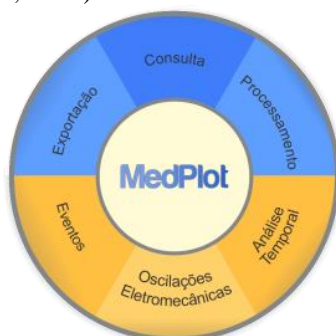 Consulta
Processamento
Análise
Temporal
Oscilações
Eletromecânicas
Eventos
Exportação
MedPlot